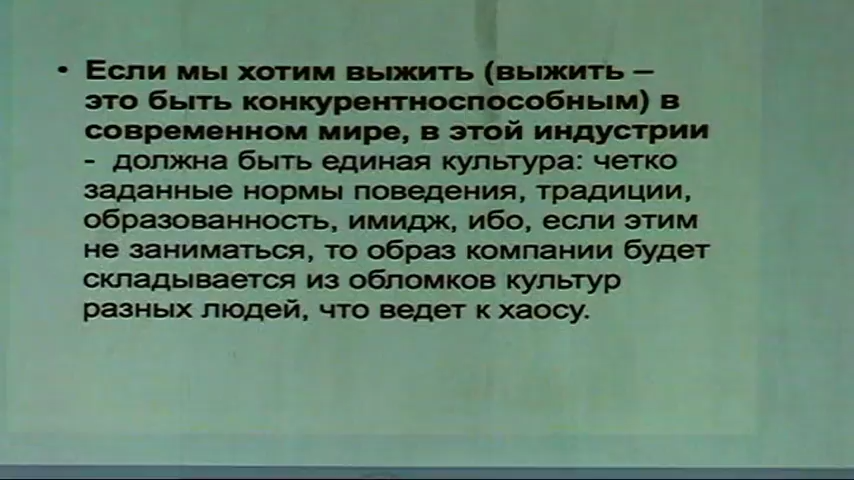 • Если мы хотим выжить (выжить –
это быть конкурентноспособным) в
современном мире, в этой индустрии
- должна быть единая культура: четко
заданные нормы поведения, традиции,
образованность, имидж, ибо, если этим
не заниматься, то образ компании будет
складывается из обломков культур
разных людей, что ведет к хаосу.